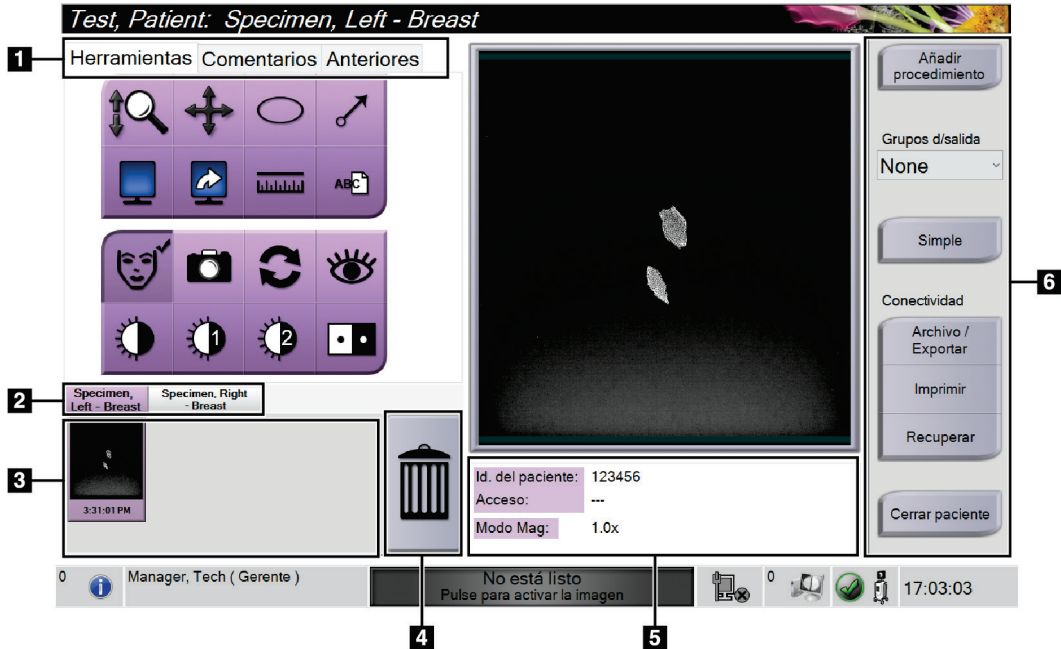 Test, Patient: Specimen, Left - Breast
1
Herramientas
Comentarios
Anteriores
ABC
1
2
2
Specimen,
Left - Breast
Specimen, Right
- Breast
3
3:31:01 PM
4
Id. del paciente: 123456
Acceso: ---
Modo Mag: 1.0x
5
Añadir
procedimiento
Grupos d/salida
None
Simple
Conectividad
Archivo /
Exportar
Imprimir
Recuperar
Cerrar paciente
6
0
Manager, Tech ( Gerente )
No está listo
Pulse para activar la imagen
0
17:03:03